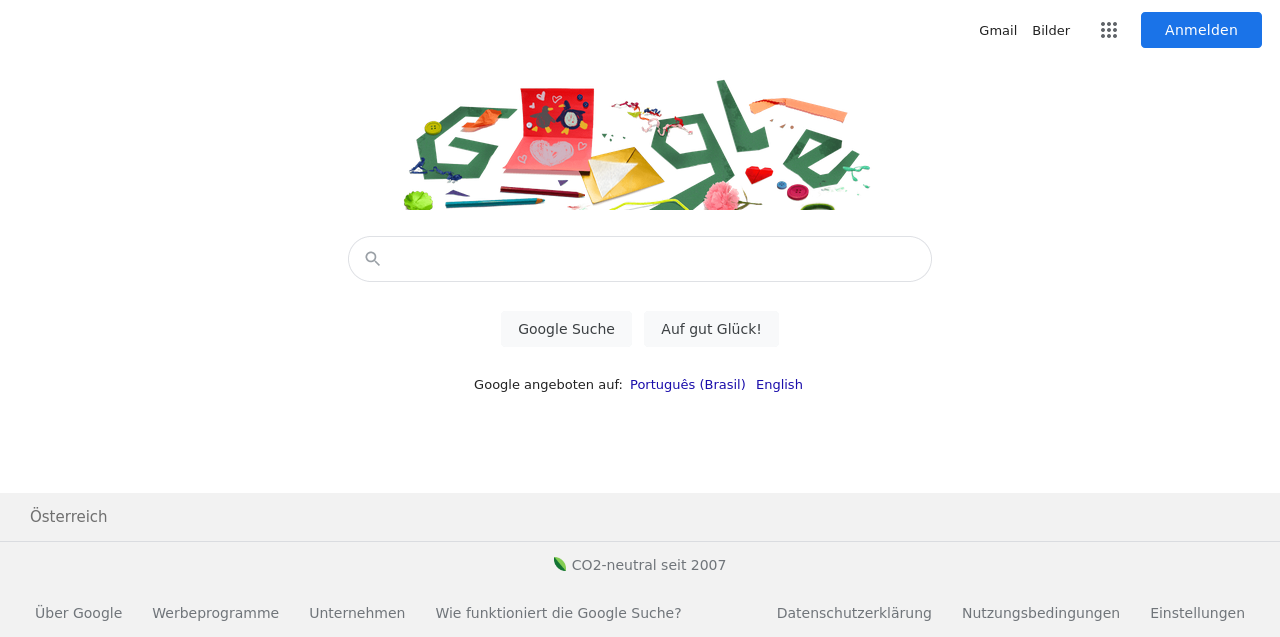 Gmail Bilder Anmelden
Google
Google Suche Auf gut Glück!
Google angeboten auf: Português (Brasil) English
Österreich
CO2-neutral seit 2007
Über Google Werbeprogramme Unternehmen Wie funktioniert die Google Suche? Datenschutzerklärung Nutzungsbedingungen Einstellungen